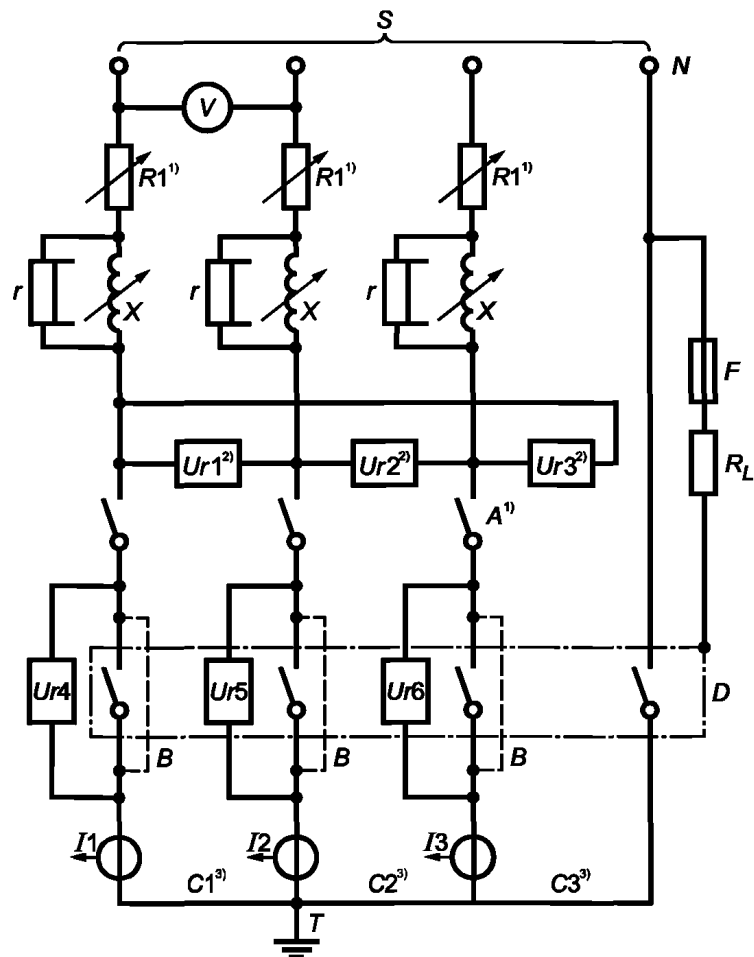 S
N
V
R1¹⁾ R1¹⁾ R1¹⁾
r X r X r X
F
Ur1²⁾ Ur2²⁾ Ur3²⁾
R_L
A¹⁾
Ur4 Ur5 Ur6 D
B B B
I1 I2 I3
C1³⁾ C2³⁾ C3³⁾
T